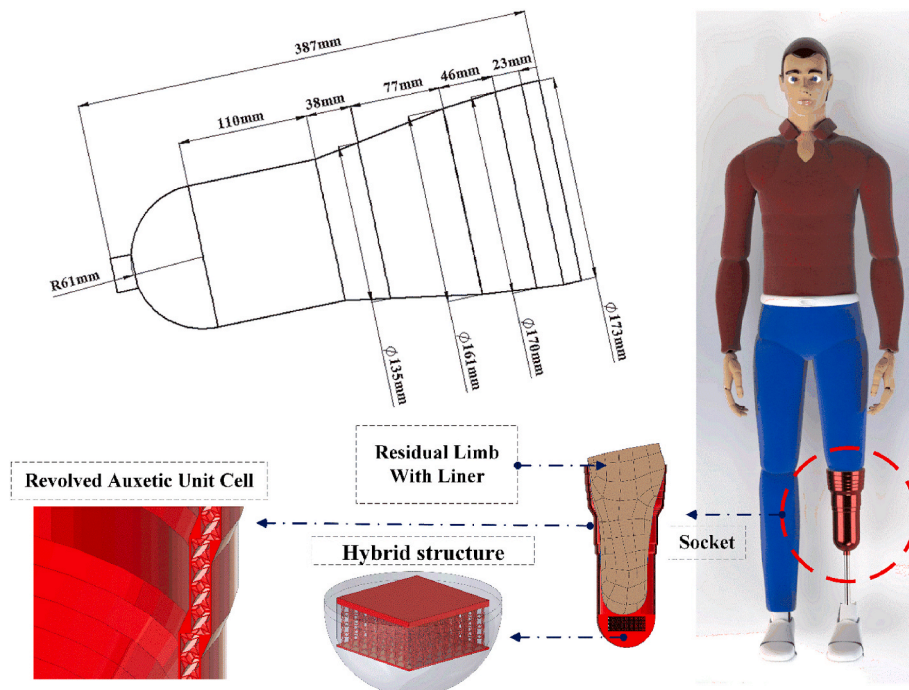 387mm
23mm
46mm
77mm
38mm
110mm
R61mm
Ø135mm
Ø161mm
Ø170mm
Ø173mm
Residual Limb
With Liner
Revolved Auxetic Unit Cell
Hybrid structure
Socket